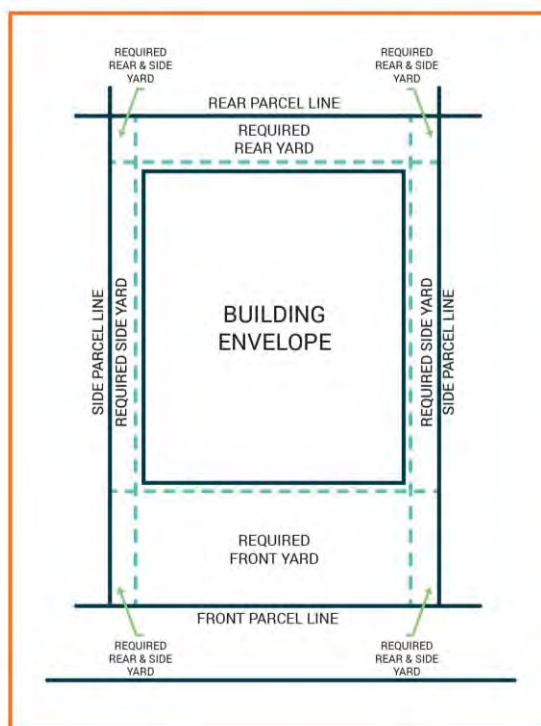 REQUIRED
REAR & SIDE
YARD
REQUIRED
REAR & SIDE
YARD
REAR PARCEL LINE
REQUIRED
REAR YARD
SIDE PARCEL LINE
REQUIRED SIDE YARD
BUILDING
ENVELOPE
REQUIRED SIDE YARD
SIDE PARCEL LINE
REQUIRED
FRONT YARD
FRONT PARCEL LINE
REQUIRED
REAR & SIDE
YARD
REQUIRED
REAR & SIDE
YARD